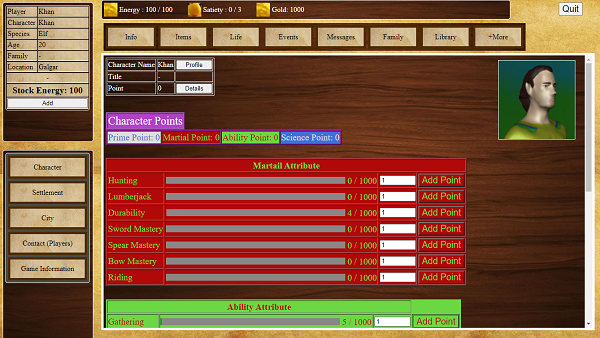 Player Khan
Character Khan
Species Elf
Age 20
Family -
Location Galgar
-
Stock Energy: 100
Add
Character
Settlement
City
Contact (Players)
Game Information
Energy : 100 / 100 Satiety : 0 / 3 Gold: 1000
Quit
Info Items Life Events Messages Family Library +More
Character Name Khan Profile
Title -
Point 0 Details
Character Points
Prime Point: 0 Martial Point: 0 Ability Point: 0 Science Point: 0
Martail Attribute
Hunting 0 / 1000 1 Add Point
Lumberjack 0 / 1000 1 Add Point
Durability 4 / 1000 1 Add Point
Sword Mastery 0 / 1000 1 Add Point
Spear Mastery 0 / 1000 1 Add Point
Bow Mastery 0 / 1000 1 Add Point
Riding 0 / 1000 1 Add Point
Ability Attribute
Gathering 5 / 1000 1 Add Point